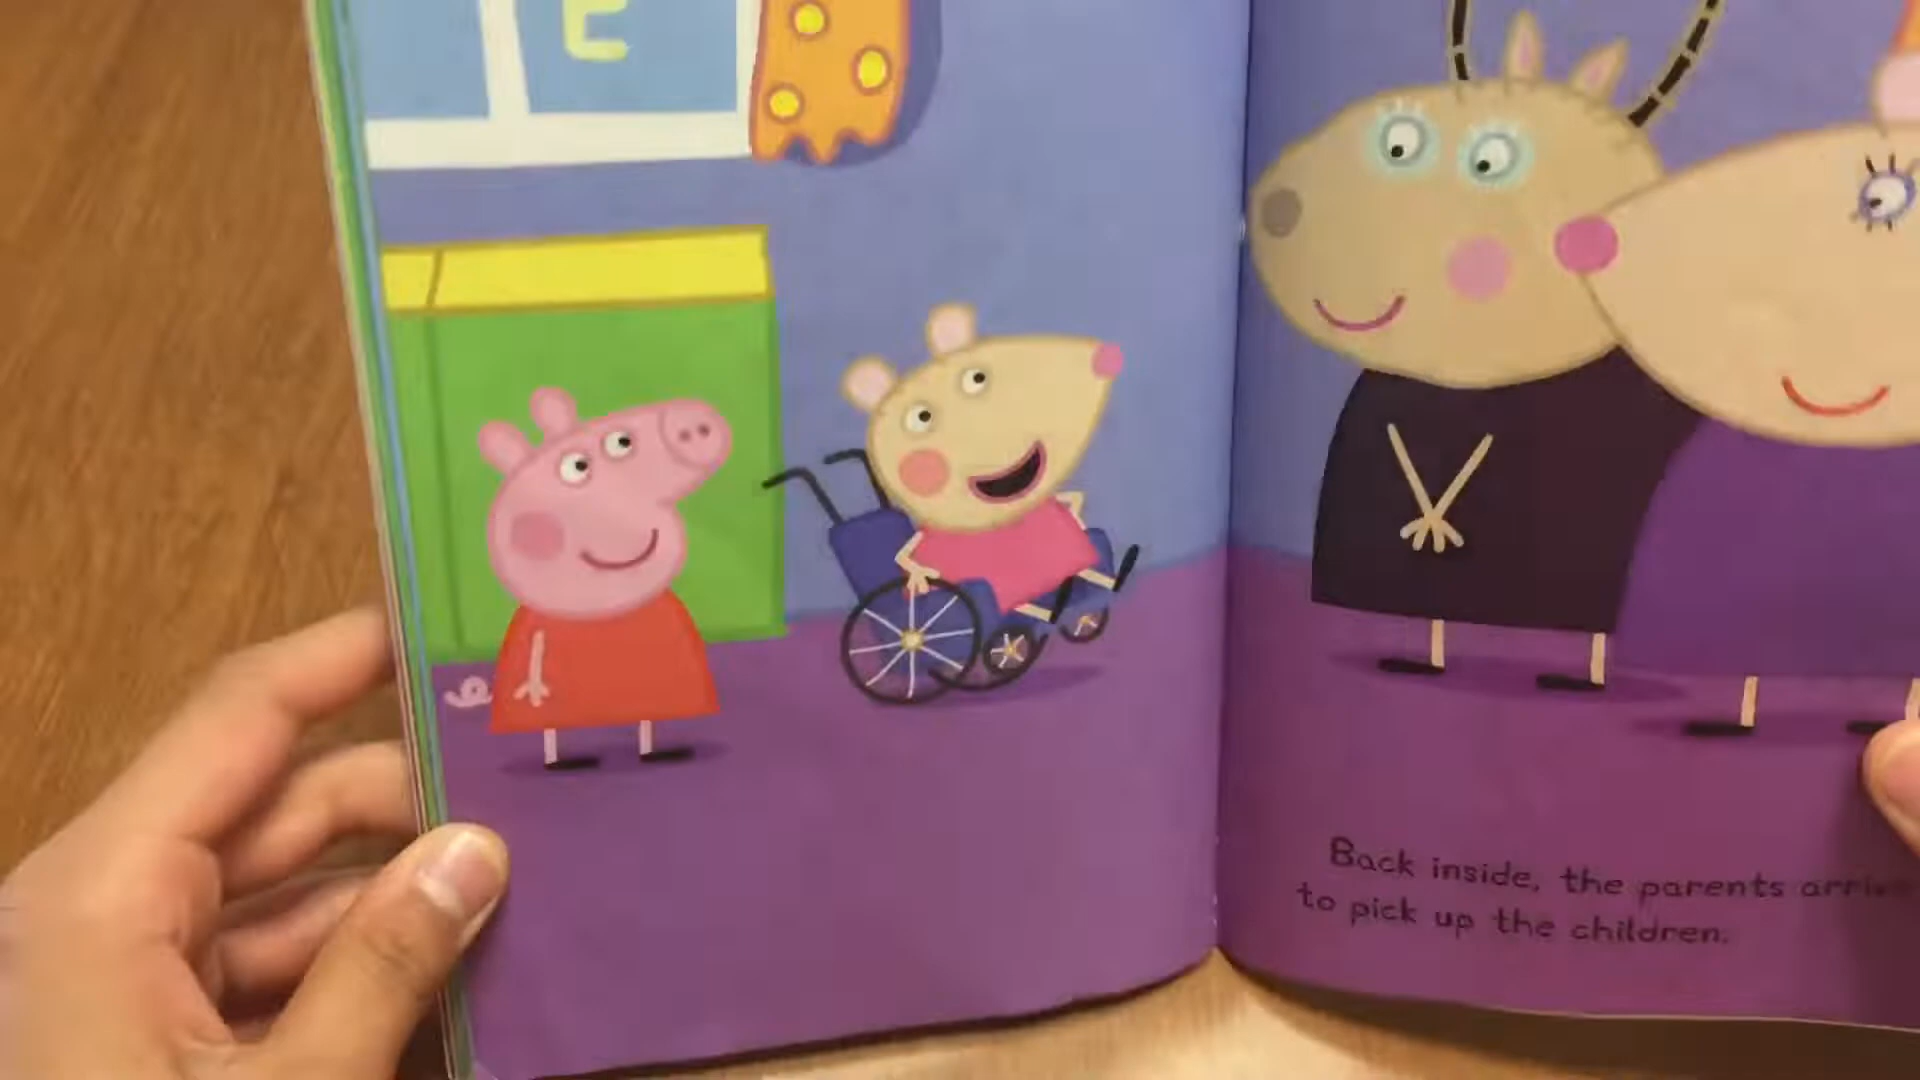 Back inside, the parents
to pick up the children.